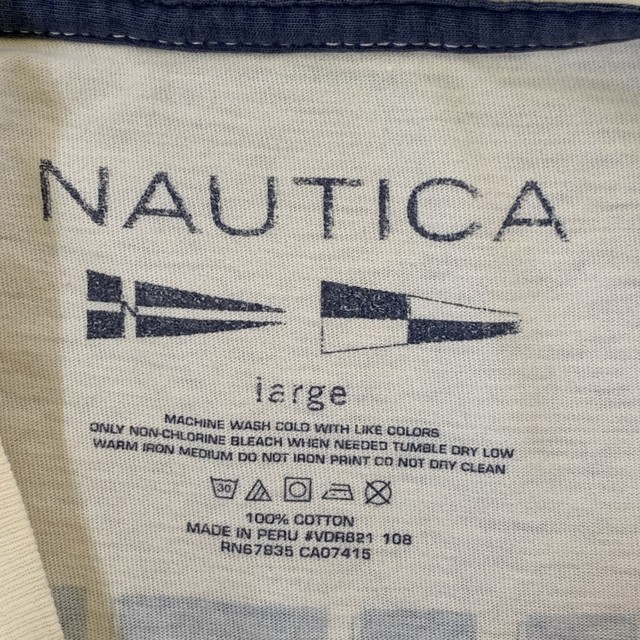 NAUTICA
N
large
MACHINE WASH COLD WITH LIKE COLORS
ONLY NON-CHLORINE BLEACH WHEN NEEDED TUMBLE DRY LOW
WARM IRON MEDIUM DO NOT IRON PRINT DO NOT DRY CLEAN
30
100% COTTON
MADE IN PERU #VDR821 108
RN67835 CA07415